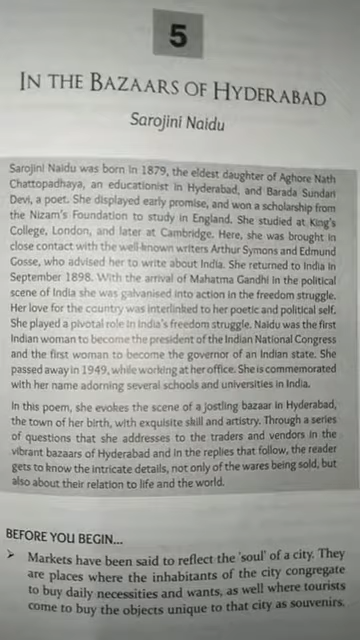 5
IN THE BAZAARS OF HYDERABAD
Sarojini Naidu
Sarojini Naidu was born in 1879, the eldest daughter of Aghore Nath
Chattopadhaya, an educationist in Hyderabad, and Barada Sundari
Devi, a poet. She displayed early promise, and won a scholarship from
the Nizam's Foundation to study in England. She studied at King's
College, London, and later at Cambridge. Here, she was brought in
close contact with the well-known writers Arthur Symons and Edmund
Gosse, who advised her to write about India. She returned to India in
September 1898. With the arrival of Mahatma Gandhi in the political
scene of India she was galvanised into action in the freedom struggle.
Her love for the country was interlinked to her poetic and political self.
She played a pivotal role in India's freedom struggle. Naidu was the first
Indian woman to become the president of the Indian National Congress
and the first woman to become the governor of an Indian state. She
passed away in 1949, while working at her office. She is commemorated
with her name adorning several schools and universities in India.
In this poem, she evokes the scene of a jostling bazaar in Hyderabad,
the town of her birth, with exquisite skill and artistry. Through a series
of questions that she addresses to the traders and vendors in the
vibrant bazaars of Hyderabad and in the replies that follow, the reader
gets to know the intricate details, not only of the wares being sold, but
also about their relation to life and the world.
BEFORE YOU BEGIN...
➤ Markets have been said to reflect the 'soul' of a city. They
are places where the inhabitants of the city congregate
to buy daily necessities and wants, as well where tourists
come to buy the objects unique to that city as souvenirs.